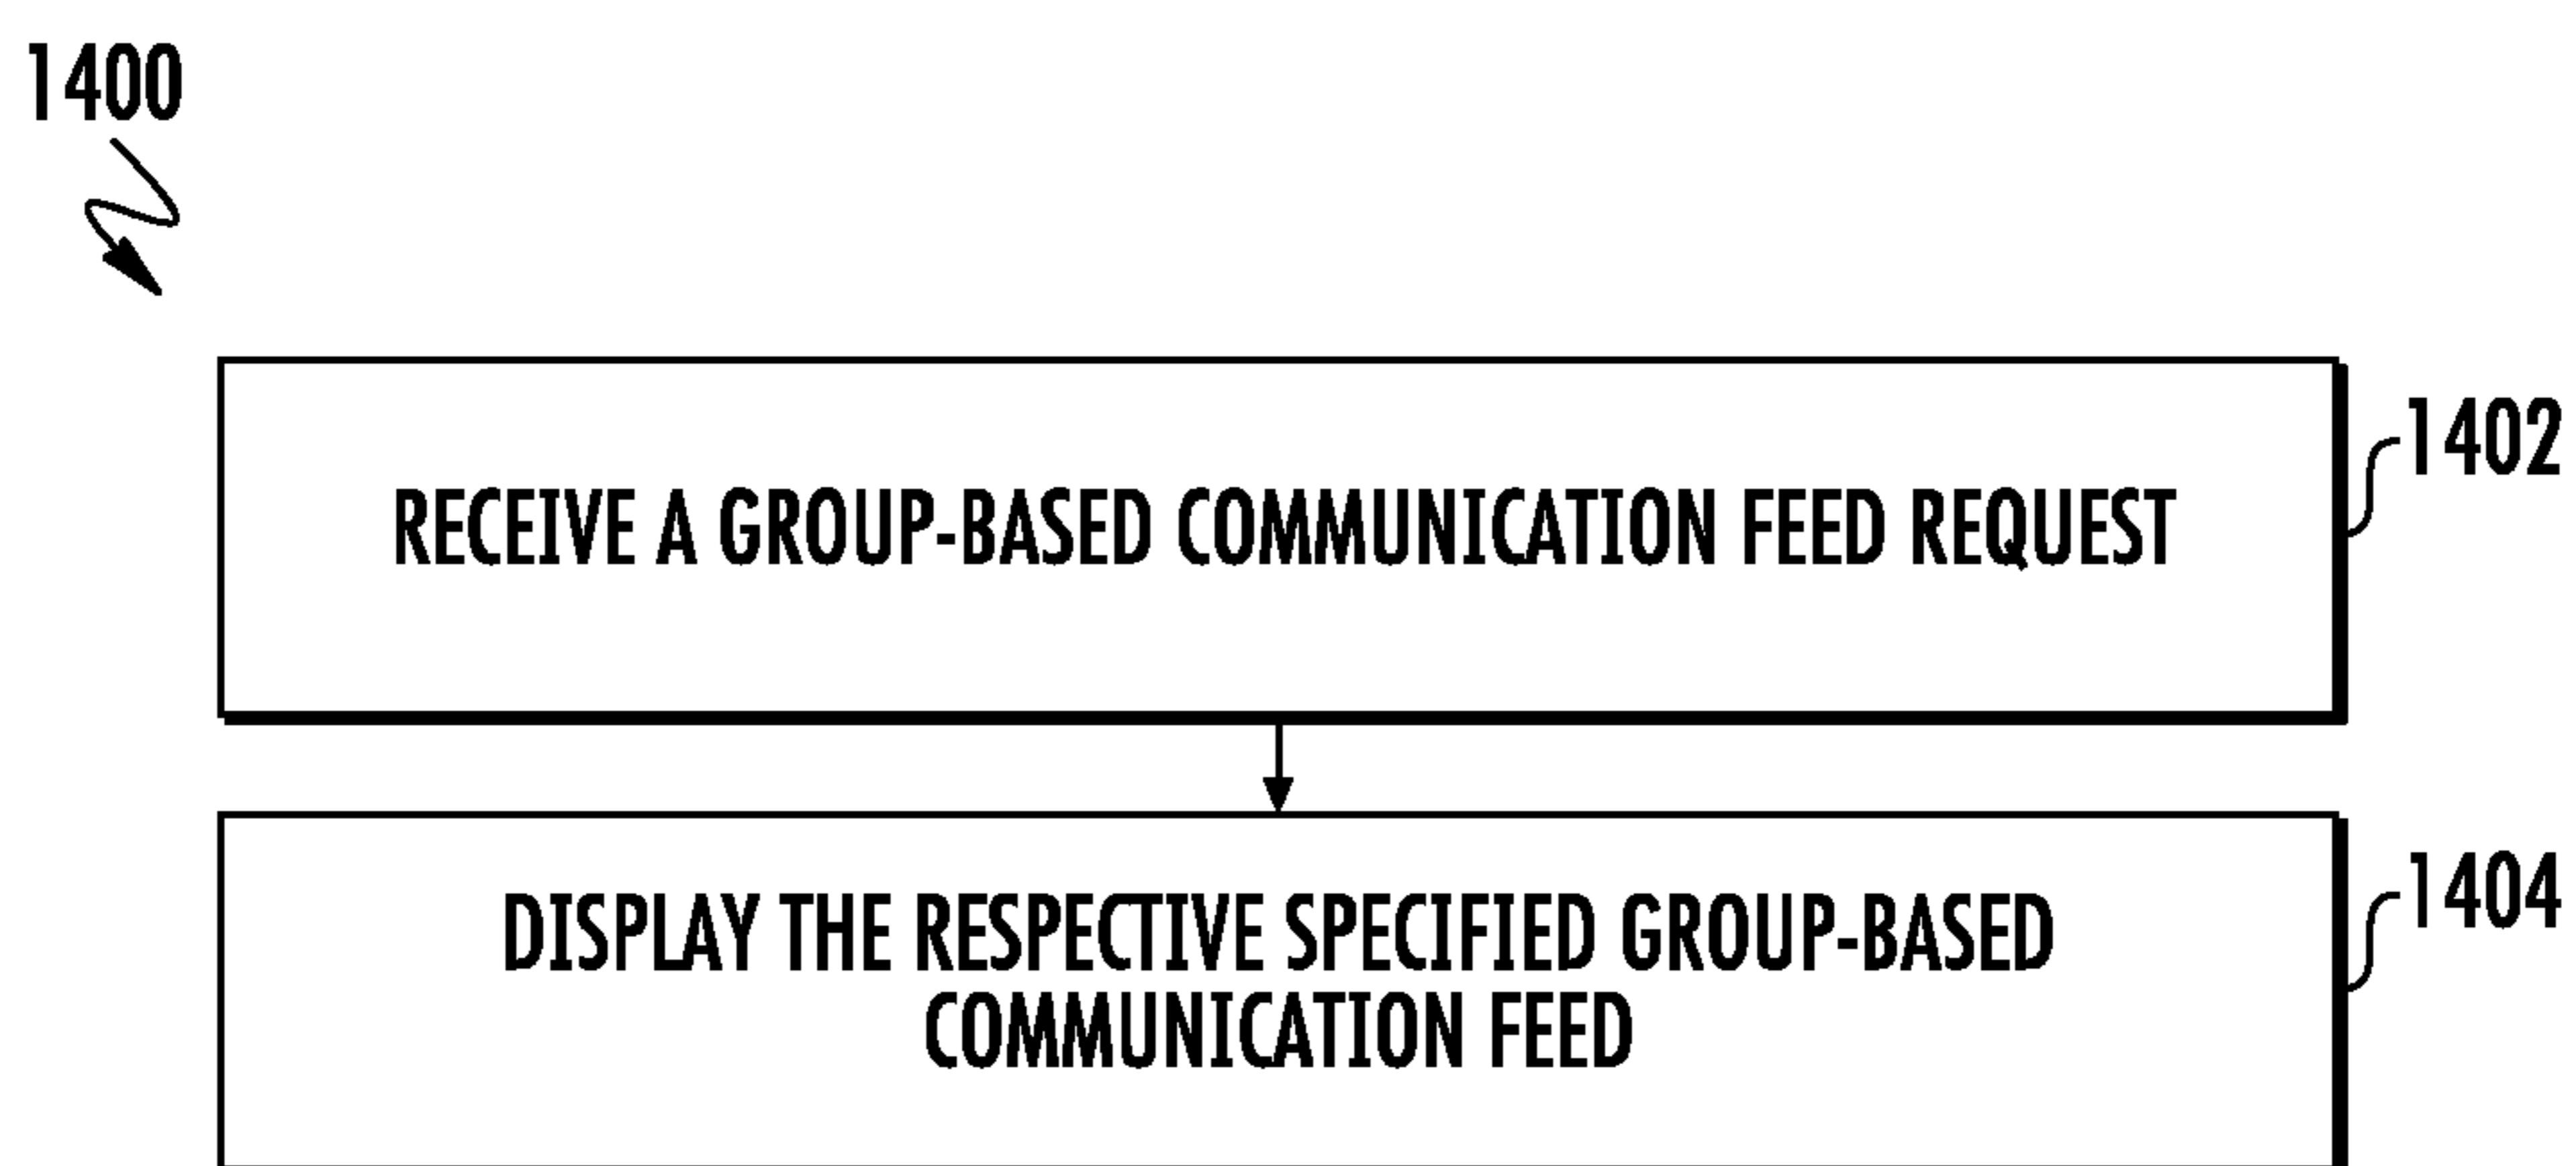 1400
RECEIVE A GROUP-BASED COMMUNICATION FEED REQUEST
1402
DISPLAY THE RESPECTIVE SPECIFIED GROUP-BASED
COMMUNICATION FEED
1404